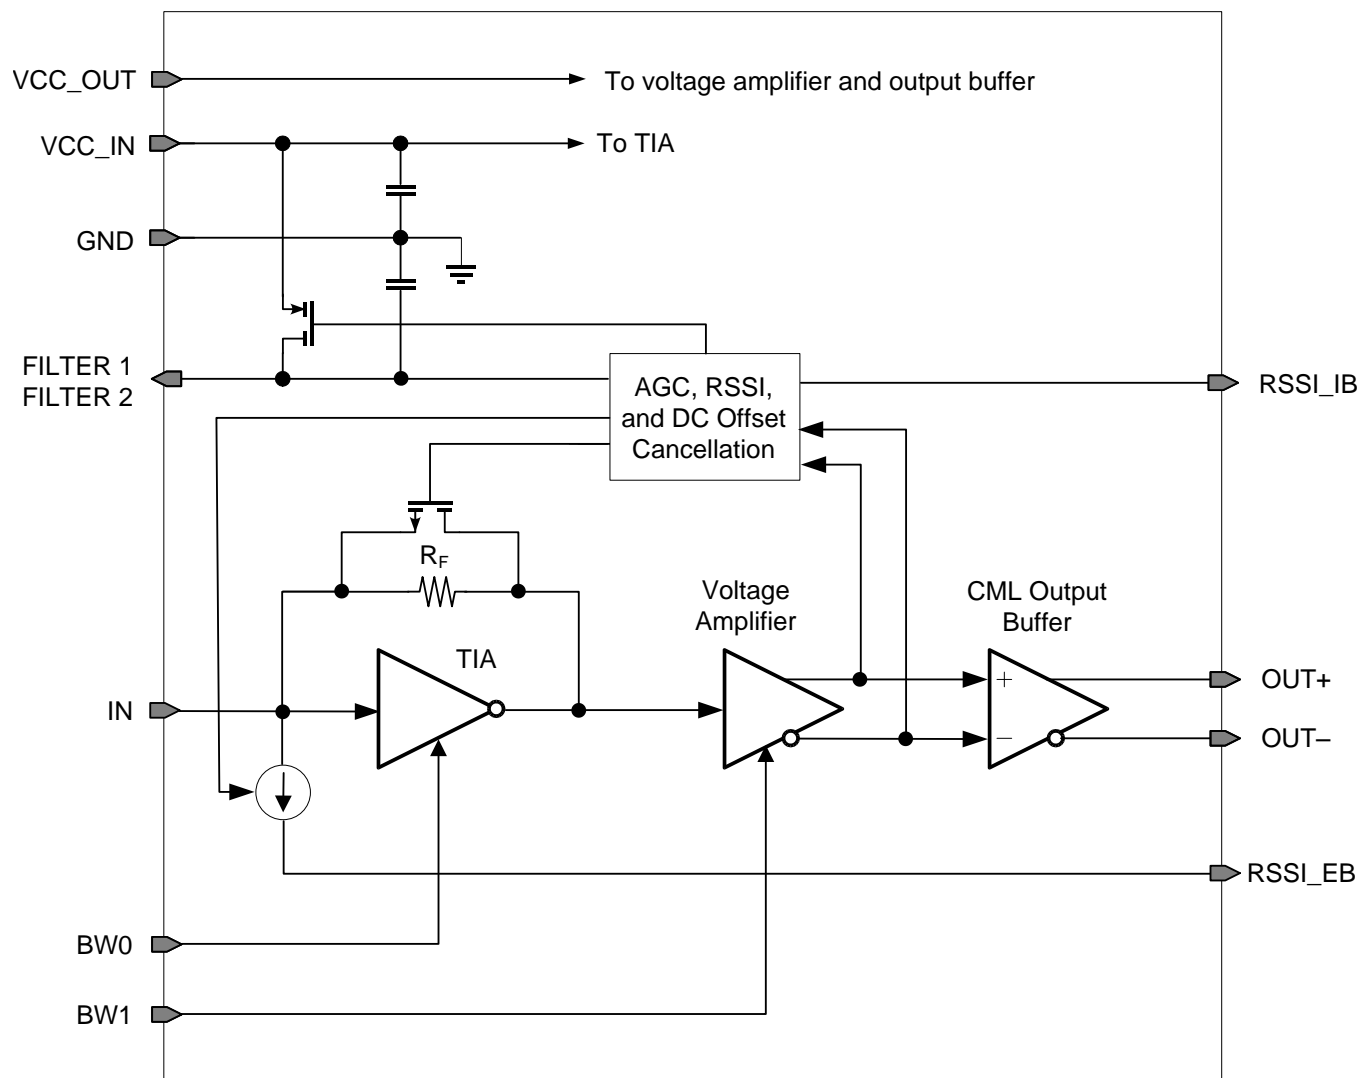 VCC_OUT
To voltage amplifier and output buffer
VCC_IN
To TIA
GND
FILTER 1
FILTER 2
AGC, RSSI,
and DC Offset
Cancellation
RSSI_IB
RF
Voltage
Amplifier
CML Output
Buffer
TIA
IN
+
−
OUT+
OUT–
RSSI_EB
BW0
BW1